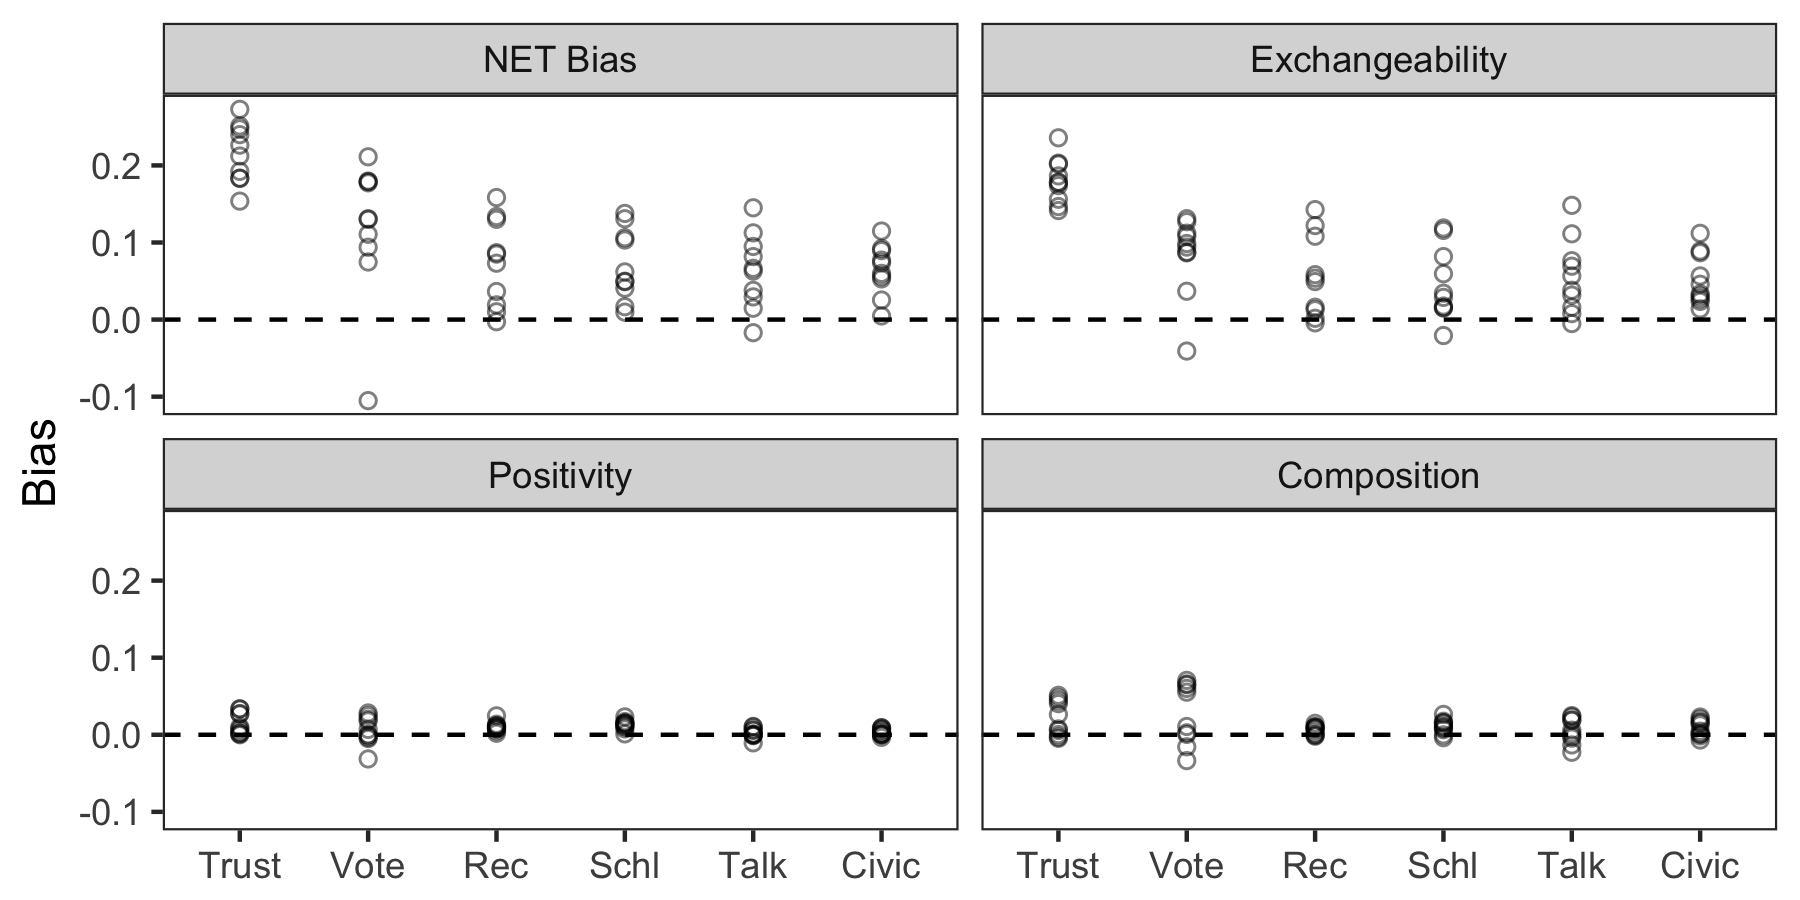 NET Bias
Exchangeability
0.2
0.1
0.0
-0.1
Bias
Positivity
Composition
0.2
0.1
0.0
-0.1
Trust Vote Rec Schl Talk Civic
Trust Vote Rec Schl Talk Civic